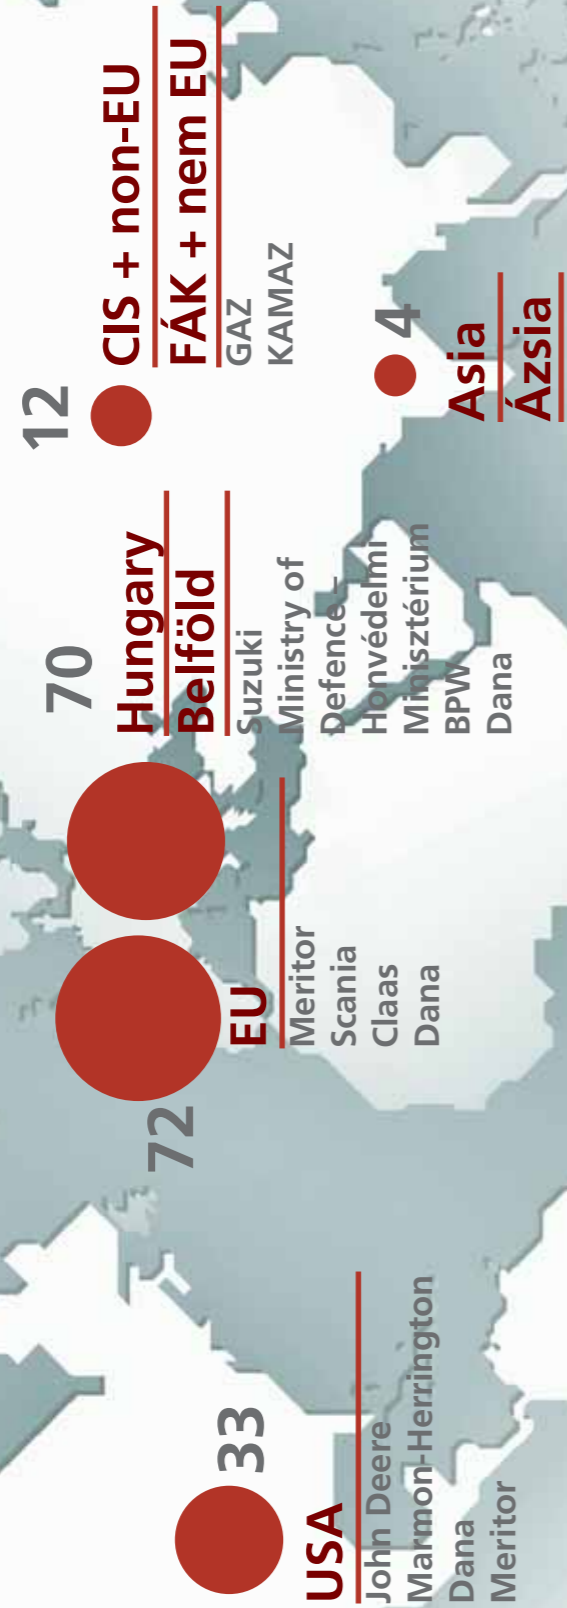 33
USA
John Deere
Marmon-Herrington
Dana
Meritor
72
EU
Meritor
Scania
Claas
Dana
70
Hungary
Belföld
Suzuki
Ministry of
Defence –
Honvédelmi
Minisztérium
BPW
Dana
12
CIS + non-EU
FÁK + nem EU
GAZ
KAMAZ
4
Asia
Ázsia